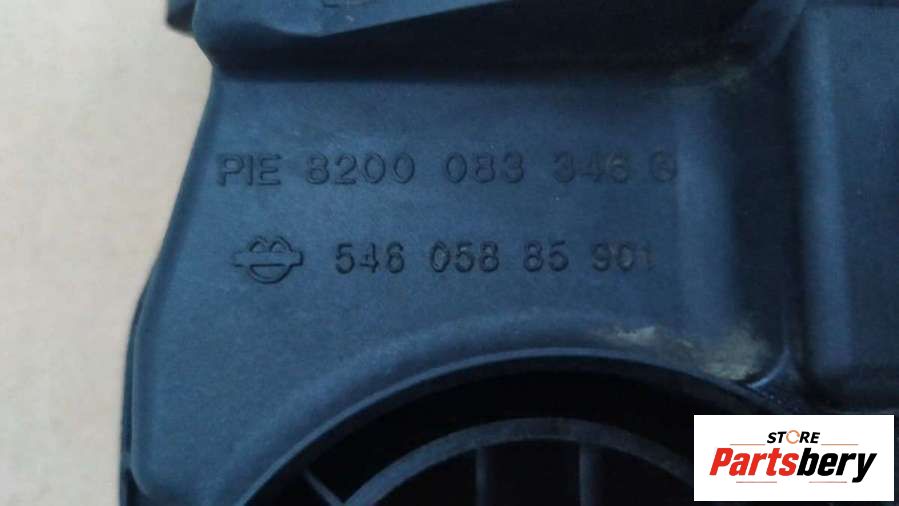 PIE 8200 083 346 G
546 058 85 901
STORE
Partsbery